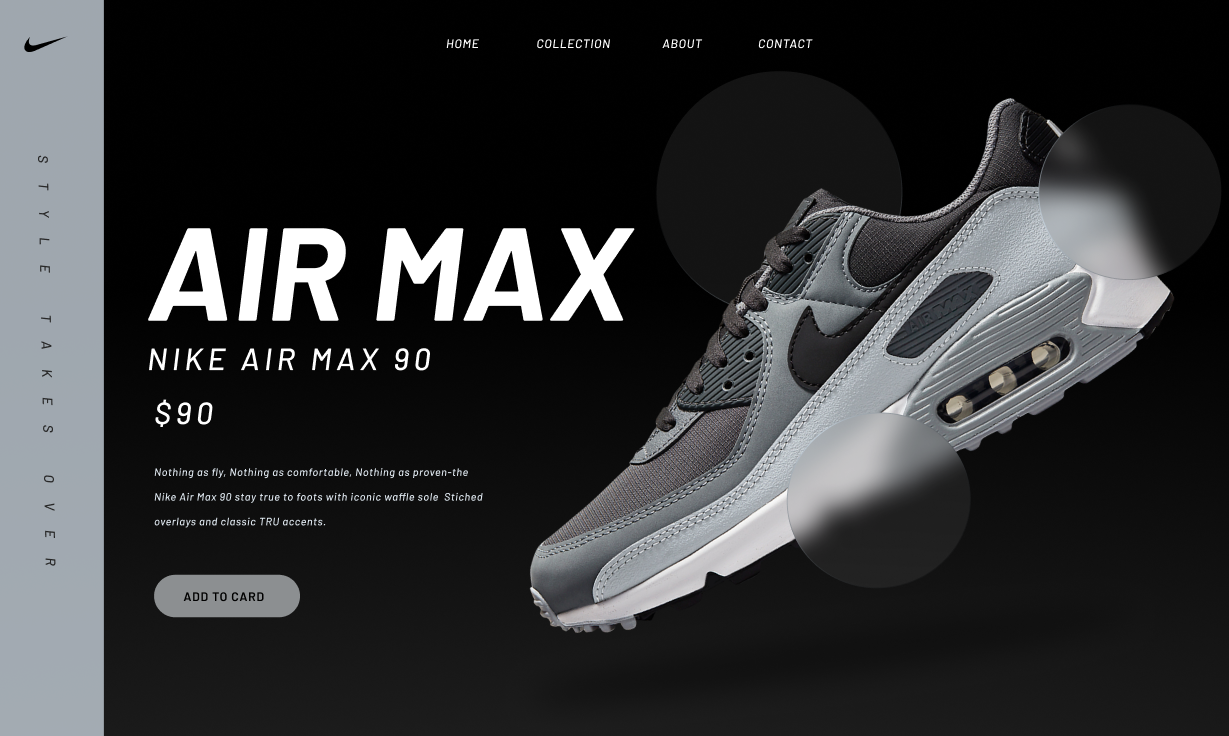 HOME COLLECTION ABOUT CONTACT
STYLE TAKES OVER
AIR MAX
NIKE AIR MAX 90
$90
Nothing as fly, Nothing as comfortable, Nothing as proven-the
Nike Air Max 90 stay true to foots with iconic waffle sole Stiched
overlays and classic TRU accents.
ADD TO CARD
AIR MAX